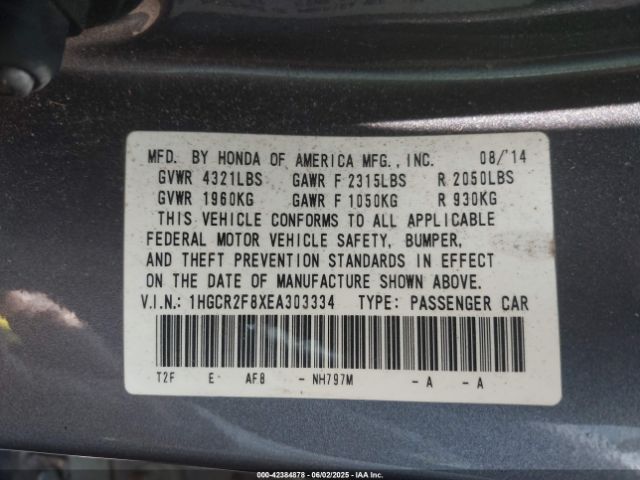 MFD. BY HONDA OF AMERICA MFG., INC. 08/'14
GVWR 4321LBS GAWR F 2315LBS R 2050LBS
GVWR 1960KG GAWR F 1050KG R 930KG
THIS VEHICLE CONFORMS TO ALL APPLICABLE
FEDERAL MOTOR VEHICLE SAFETY, BUMPER,
AND THEFT PREVENTION STANDARDS IN EFFECT
ON THE DATE OF MANUFACTURE SHOWN ABOVE.
V.I.N.: 1HGCR2F8XEA303334 TYPE: PASSENGER CAR
T2F E AF8 - NH797M - A - A
000-42384878 06/02/2025 IAAI.COM